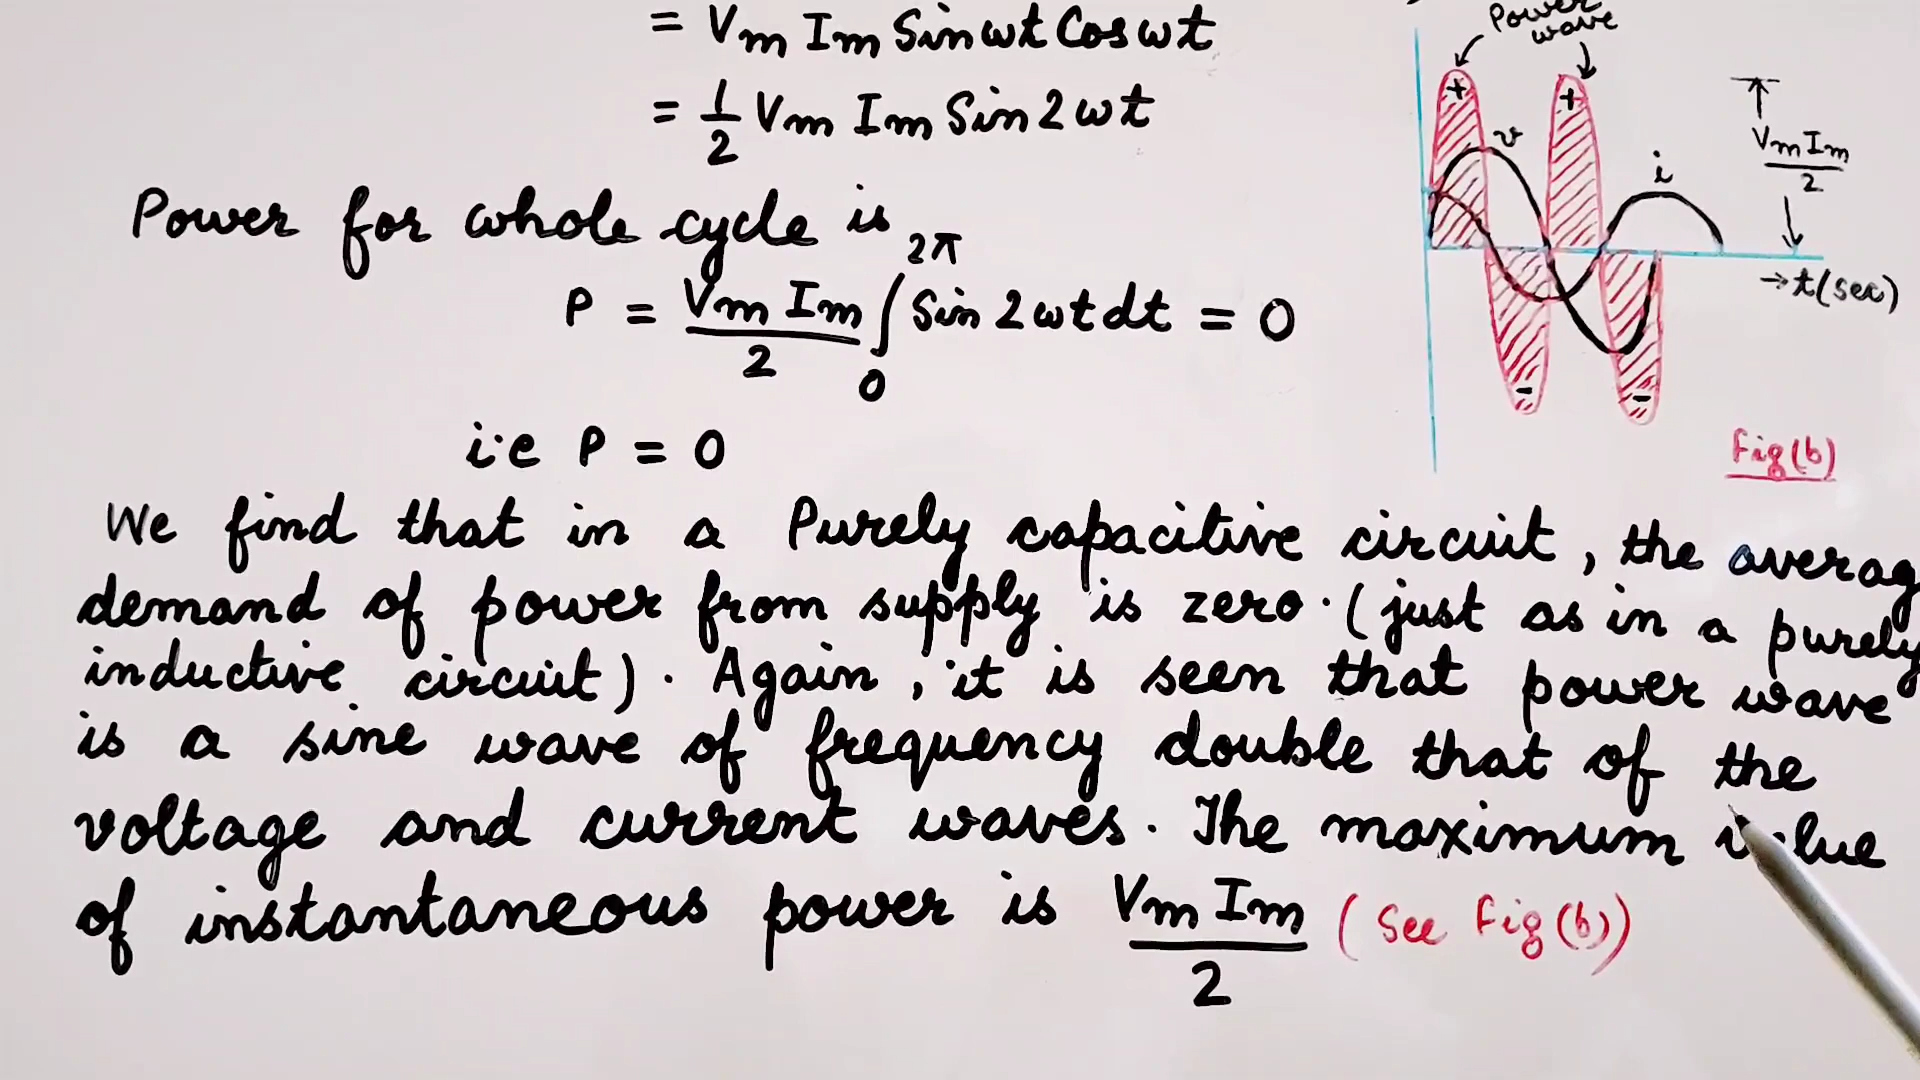 = Vm Im Sin ωt Cos ωt
= 1/2 Vm Im Sin 2 ωt
Power for whole cycle is
P = Vm Im / 2 ∫₀^2π Sin 2 ωt dt = 0
i.e P = 0
We find that in a Purely capacitive circuit, the averag
demand of power from supply is zero. (just as in a purely
inductive circuit). Again, it is seen that power wave
is a sine wave of frequency double that of the
voltage and current waves. The maximum value
of instantaneous power is Vm Im / 2 (See Fig (b))
Power
wave
+ +
v
i
Vm Im / 2
→ t (sec)
- -
Fig (b)